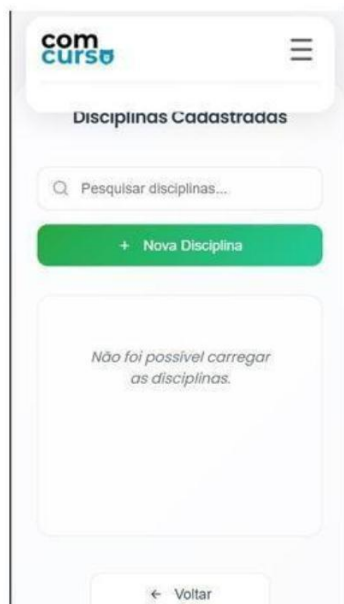 com
curso
Disciplinas Cadastradas
Pesquisar disciplinas...
+ Nova Disciplina
Não foi possível carregar
as disciplinas.
← Voltar